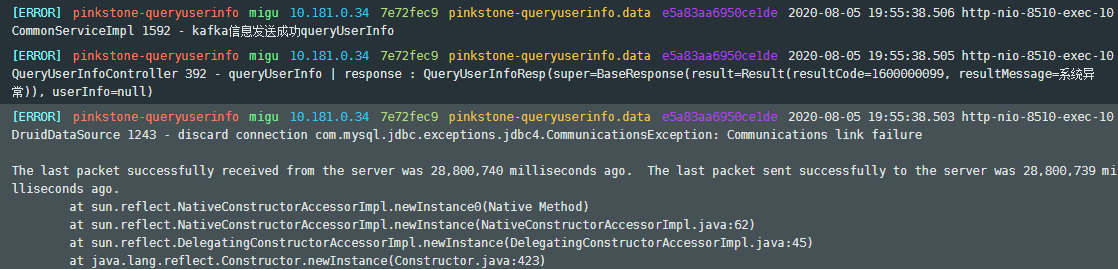 [ERROR] pinkstone-queryuserinfo migu 10.181.0.34 7e72fec9 pinkstone-queryuserinfo.data e5a83aa6950ce1de 2020-08-05 19:55:38.506 http-nio-8510-exec-10
CommonServiceImpl 1592 - kafka信息发送成功queryUserInfo
[ERROR] pinkstone-queryuserinfo migu 10.181.0.34 7e72fec9 pinkstone-queryuserinfo.data e5a83aa6950ce1de 2020-08-05 19:55:38.505 http-nio-8510-exec-10
QueryUserInfoController 392 - queryUserInfo | response : QueryUserInfoResp(super=BaseResponse(result=Result(resultCode=1600000099, resultMessage=系统异
常)), userInfo=null)
[ERROR] pinkstone-queryuserinfo migu 10.181.0.34 7e72fec9 pinkstone-queryuserinfo.data e5a83aa6950ce1de 2020-08-05 19:55:38.503 http-nio-8510-exec-10
DruidDataSource 1243 - discard connection com.mysql.jdbc.exceptions.jdbc4.CommunicationsException: Communications link failure
The last packet successfully received from the server was 28,800,740 milliseconds ago.  The last packet sent successfully to the server was 28,800,739 mi
lliseconds ago.
at sun.reflect.NativeConstructorAccessorImpl.newInstance0(Native Method)
at sun.reflect.NativeConstructorAccessorImpl.newInstance(NativeConstructorAccessorImpl.java:62)
at sun.reflect.DelegatingConstructorAccessorImpl.newInstance(DelegatingConstructorAccessorImpl.java:45)
at java.lang.reflect.Constructor.newInstance(Constructor.java:423)